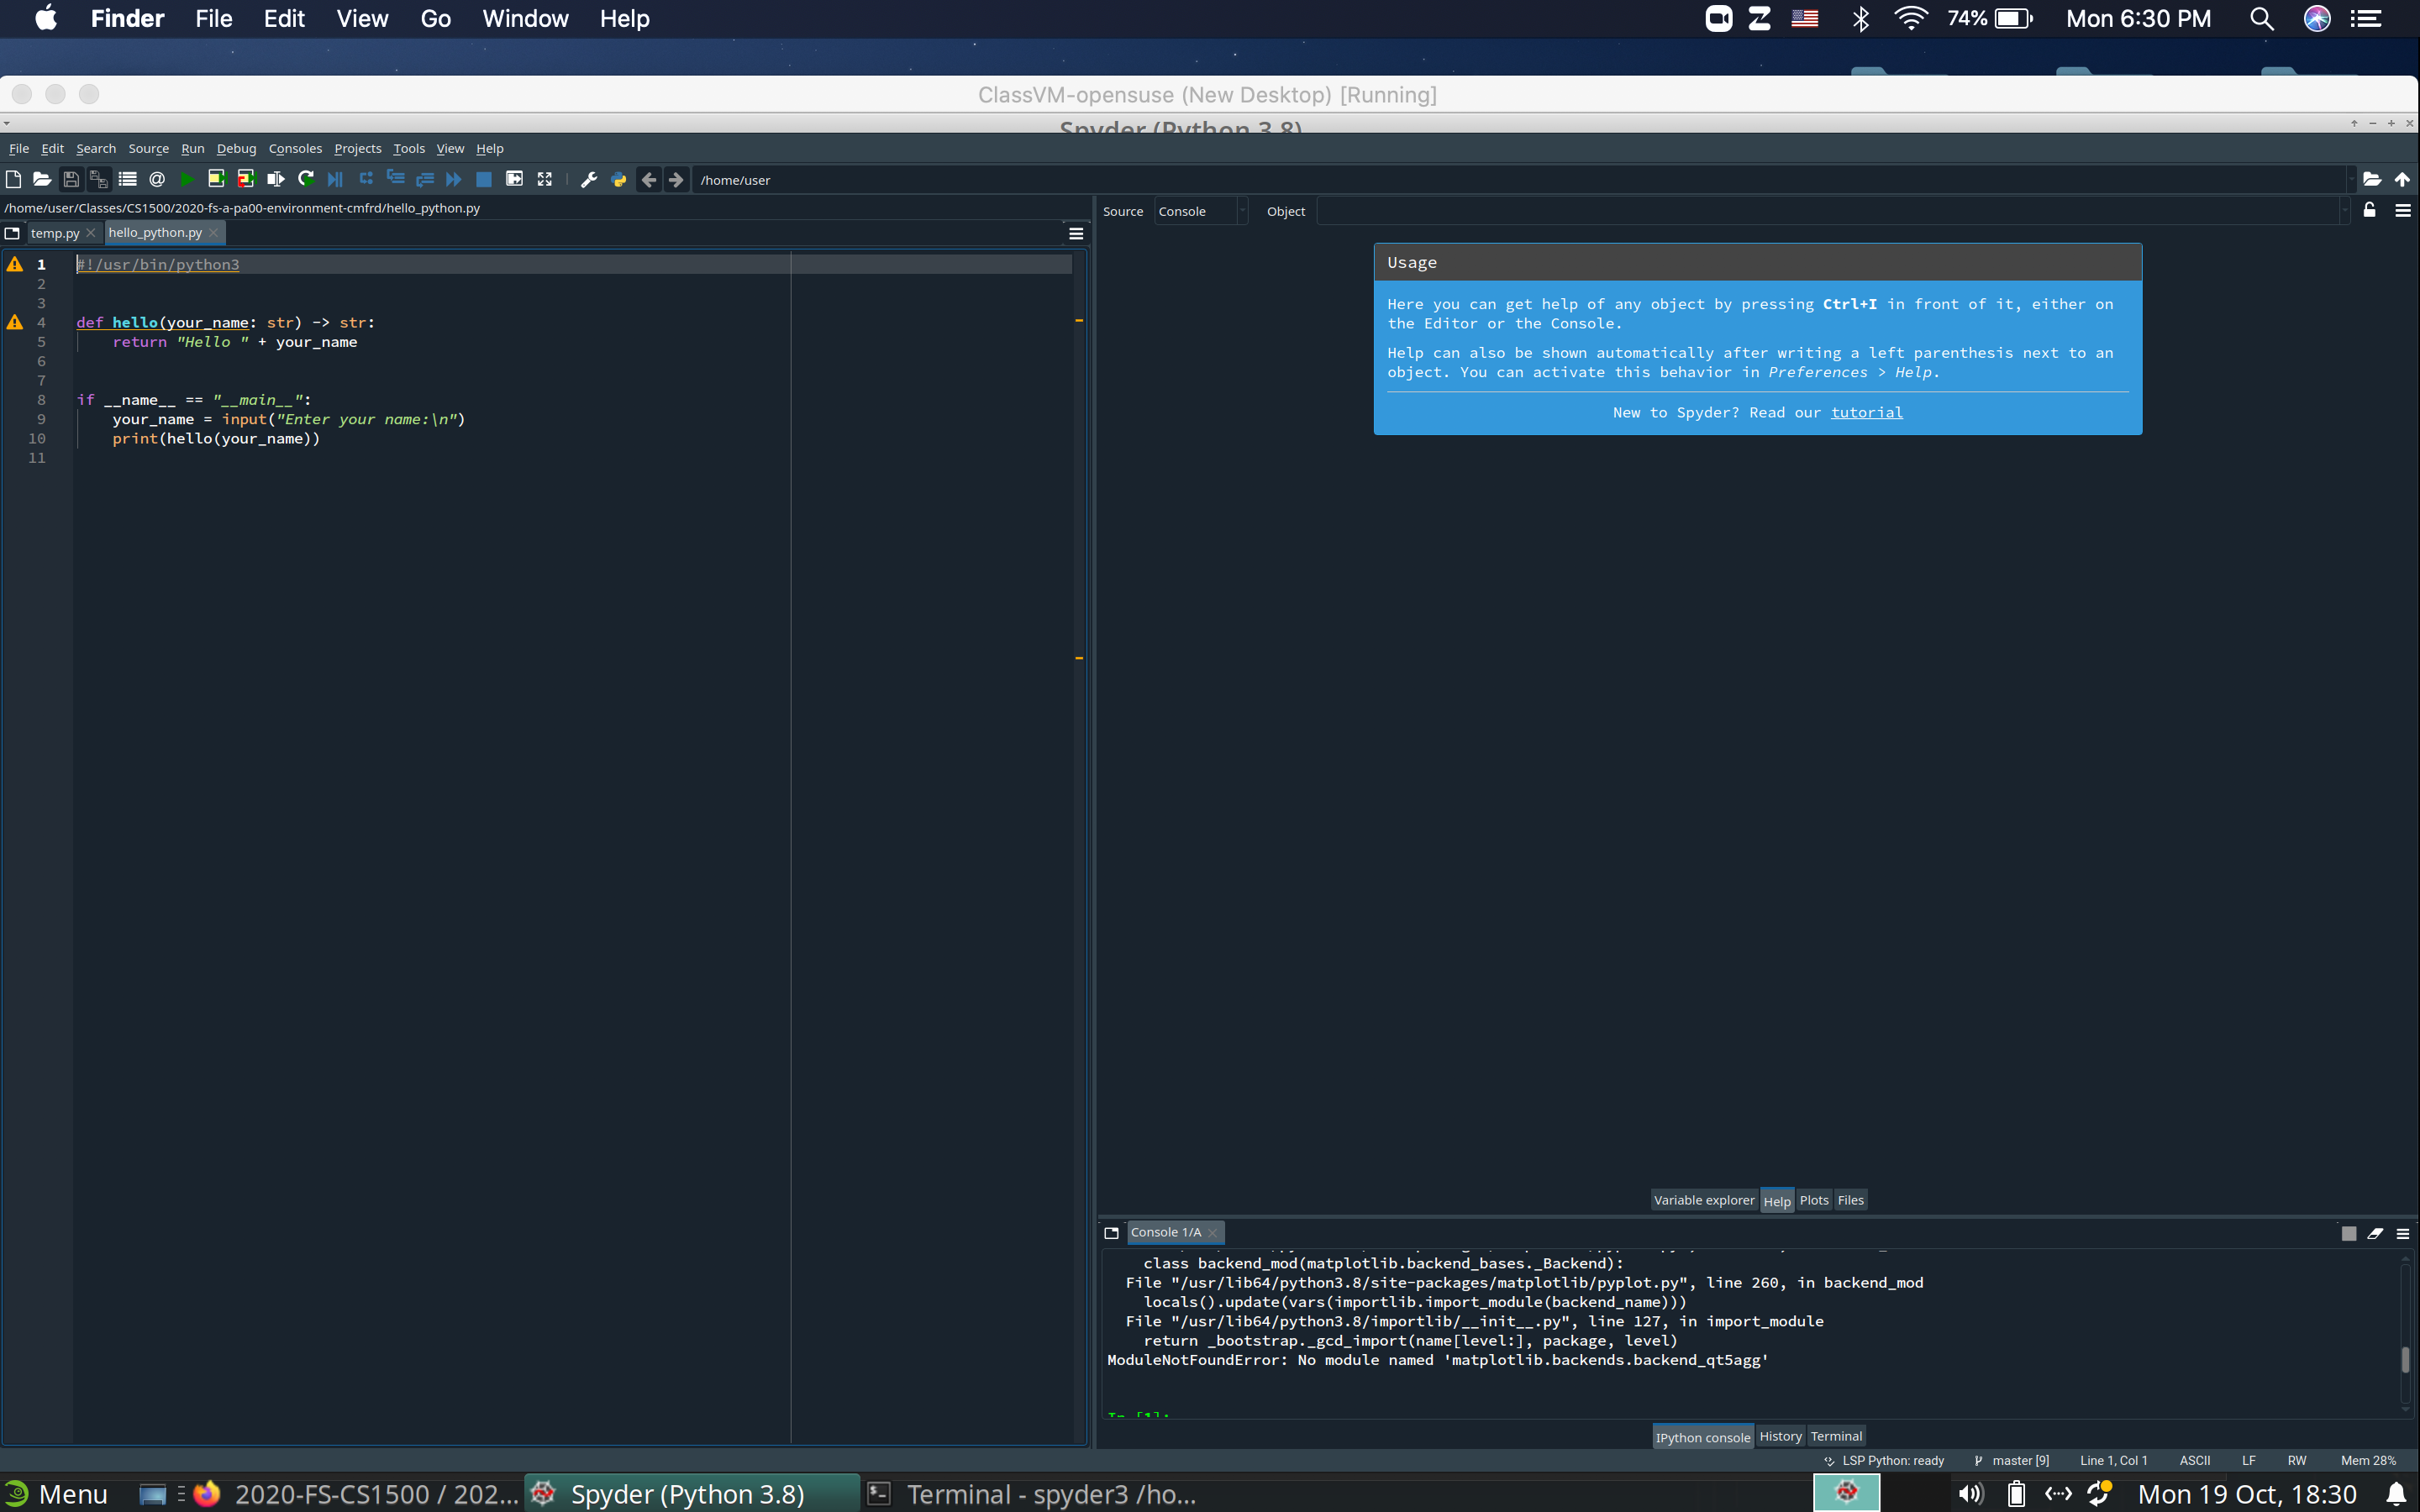 Finder File Edit View Go Window Help 74% Mon 6:30 PM
ClassVM-opensuse (New Desktop) [Running]
Spyder (Python 3.8)
File Edit Search Source Run Debug Consoles Projects Tools View Help
/home/user
/home/user/Classes/CS1500/2020-fs-a-pa00-environment-cmfrd/hello_python.py
temp.py hello_python.py
1 #!/usr/bin/python3
2
3
4 def hello(your_name: str) -> str:
5 return "Hello " + your_name
6
7
8 if __name__ == "__main__":
9 your_name = input("Enter your name:\n")
10 print(hello(your_name))
11
Source Console Object
Usage
Here you can get help of any object by pressing Ctrl+I in front of it, either on
the Editor or the Console.
Help can also be shown automatically after writing a left parenthesis next to an
object. You can activate this behavior in Preferences > Help.
New to Spyder? Read our tutorial
Variable explorer Help Plots Files
Console 1/A
class backend_mod(matplotlib.backend_bases._Backend):
File "/usr/lib64/python3.8/site-packages/matplotlib/pyplot.py", line 260, in backend_mod
locals().update(vars(importlib.import_module(backend_name)))
File "/usr/lib64/python3.8/importlib/__init__.py", line 127, in import_module
return _bootstrap._gcd_import(name[level:], package, level)
ModuleNotFoundError: No module named 'matplotlib.backends.backend_qt5agg'
In [1]:
IPython console History Terminal
LSP Python: ready master [9] Line 1, Col 1 ASCII LF RW Mem 28%
Menu 2020-FS-CS1500 / 202... Spyder (Python 3.8) Terminal - spyder3 /ho... Mon 19 Oct, 18:30